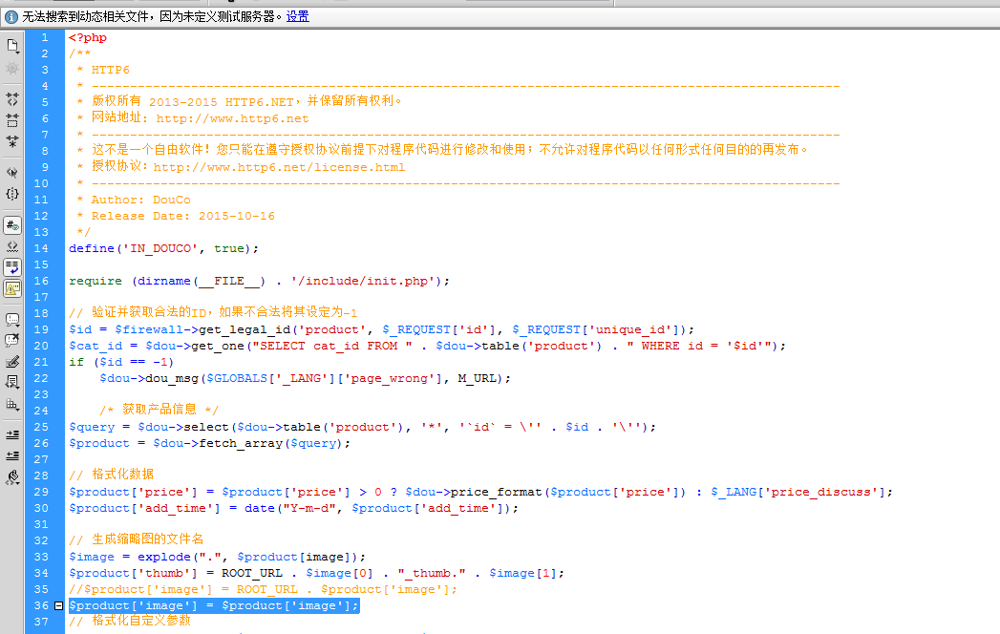 无法搜索到动态相关文件，因为未定义测试服务器。设置
1 <?php
2 /**
3  * HTTP6
4  * --------------------------------------------------------------------------------------------------
5  * 版权所有 2013-2015 HTTP6.NET，并保留所有权利。
6  * 网站地址: http://www.http6.net
7  * --------------------------------------------------------------------------------------------------
8  * 这不是一个自由软件！您只能在遵守授权协议前提下对程序代码进行修改和使用；不允许对程序代码以任何形式任何目的的再发布。
9  * 授权协议：http://www.http6.net/license.html
10  * --------------------------------------------------------------------------------------------------
11  * Author: DouCo
12  * Release Date: 2015-10-16
13  */
14 define('IN_DOUCO', true);
15
16 require (dirname(__FILE__) . '/include/init.php');
17
18 // 验证并获取合法的ID，如果不合法将其设定为-1
19 $id = $firewall->get_legal_id('product', $_REQUEST['id'], $_REQUEST['unique_id']);
20 $cat_id = $dou->get_one("SELECT cat_id FROM " . $dou->table('product') . " WHERE id = '$id'");
21 if ($id == -1)
22     $dou->dou_msg($GLOBALS['_LANG']['page_wrong'], M_URL);
23
24     /* 获取产品信息 */
25 $query = $dou->select($dou->table('product'), '*', '`id` = \'' . $id . '\'');
26 $product = $dou->fetch_array($query);
27
28 // 格式化数据
29 $product['price'] = $product['price'] > 0 ? $dou->price_format($product['price']) : $_LANG['price_discuss'];
30 $product['add_time'] = date("Y-m-d", $product['add_time']);
31
32 // 生成缩略图的文件名
33 $image = explode(".", $product[image]);
34 $product['thumb'] = ROOT_URL . $image[0] . "_thumb." . $image[1];
35 //$product['image'] = ROOT_URL . $product['image'];
36 $product['image'] = $product['image'];
37 // 格式化自定义参数